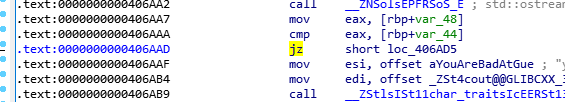 .text:0000000000406AA2 call __ZNSolsEPFRSoS_E ; std::ostrea
.text:0000000000406AA7 mov eax, [rbp+var_48]
.text:0000000000406AAA cmp eax, [rbp+var_44]
.text:0000000000406AAD jz short loc_406AD5
.text:0000000000406AAF mov esi, offset aYouAreBadAtGue ; "y
.text:0000000000406AB4 mov edi, offset _ZSt4cout@@GLIBCXX_3
.text:0000000000406AB9 call __ZStlsISt11char_traitsIcEERSt13